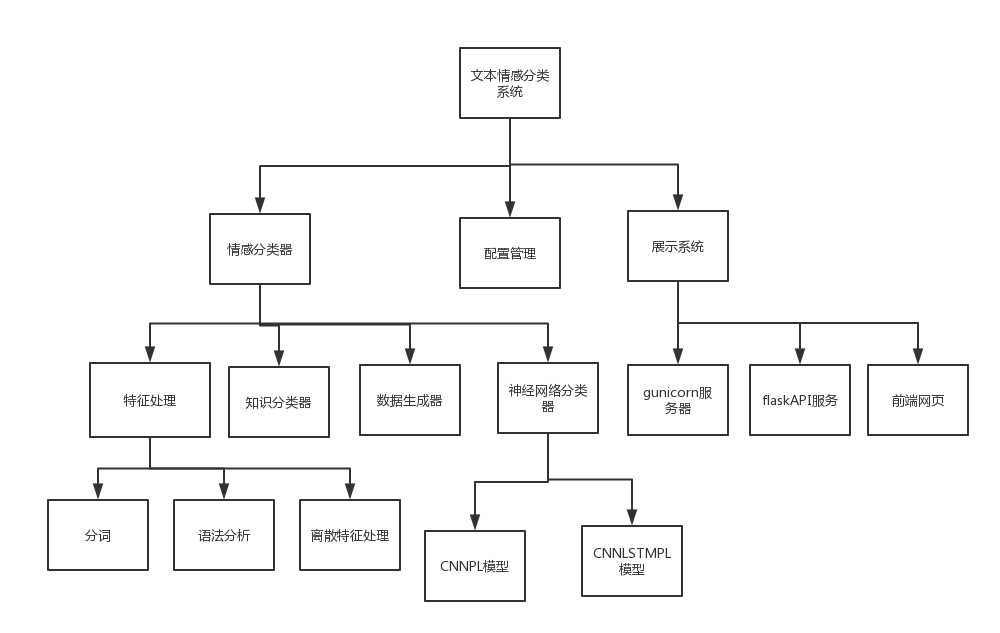 文本情感分类
系统
情感分类器
配置管理
展示系统
特征处理
知识分类器
数据生成器
神经网络分类
器
gunicorn服
务器
flaskAPI服务
前端网页
分词
语法分析
离散特征处理
CNNPL模型
CNNLSTMPL
模型